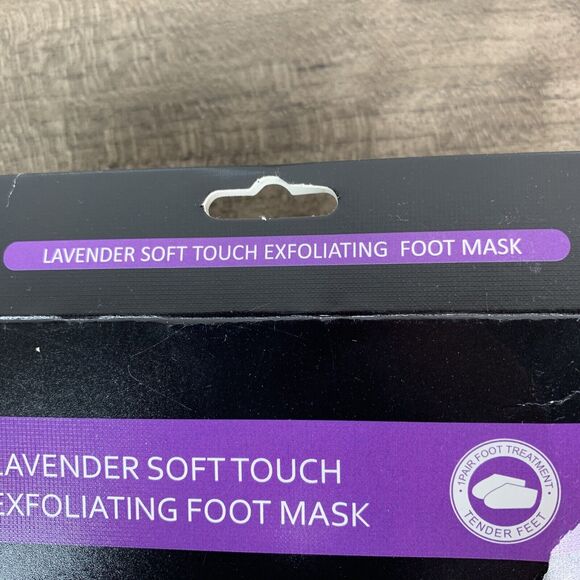 LAVENDER SOFT TOUCH EXFOLIATING FOOT MASK
LAVENDER SOFT TOUCH
EXFOLIATING FOOT MASK
· 1PAIR FOOT TREATMENT ·
TENDER FEET